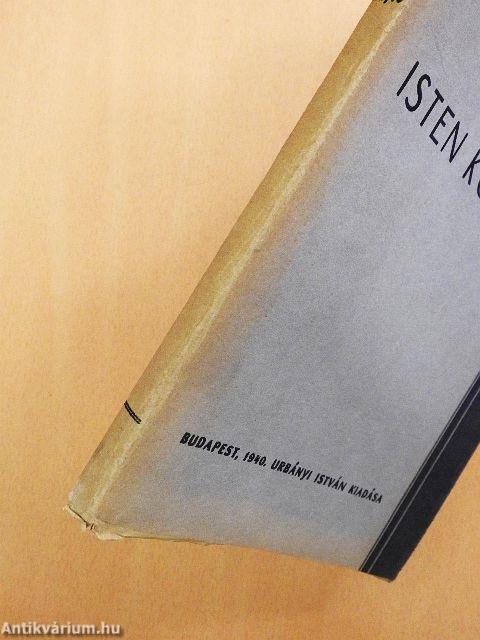 ISTEN
BUDAPEST, 1940. URBÁNYI ISTVÁN KIADÁSA
Antikvárium.hu